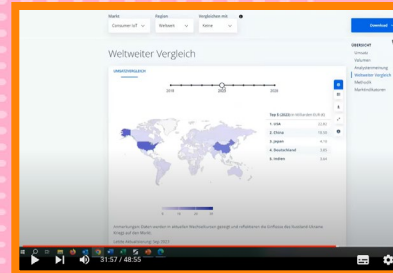 Markt
Region
Vergleichen mit
Consumer IoT
Weltweit
Keine
Download
Weltweiter Vergleich
UMSATZVERGLEICH
2018
2022
2028
ÜBERSICHT
Umsatz
Volumen
Analystenmeinung
Weltweiter Vergleich
Methodik
Marktindikatoren
Top 5 (2022)
1. USA
2. China
3. Japan
4. Deutschland
5. Indien
Anmerkungen: Daten werden in aktuellen Wechselkursen gezeigt und reflektieren die Einflüsse des Russland-Ukraine
Kriegs auf den Markt.
Letzte Aktualisierung: Sep 2022
31:57 / 48:55